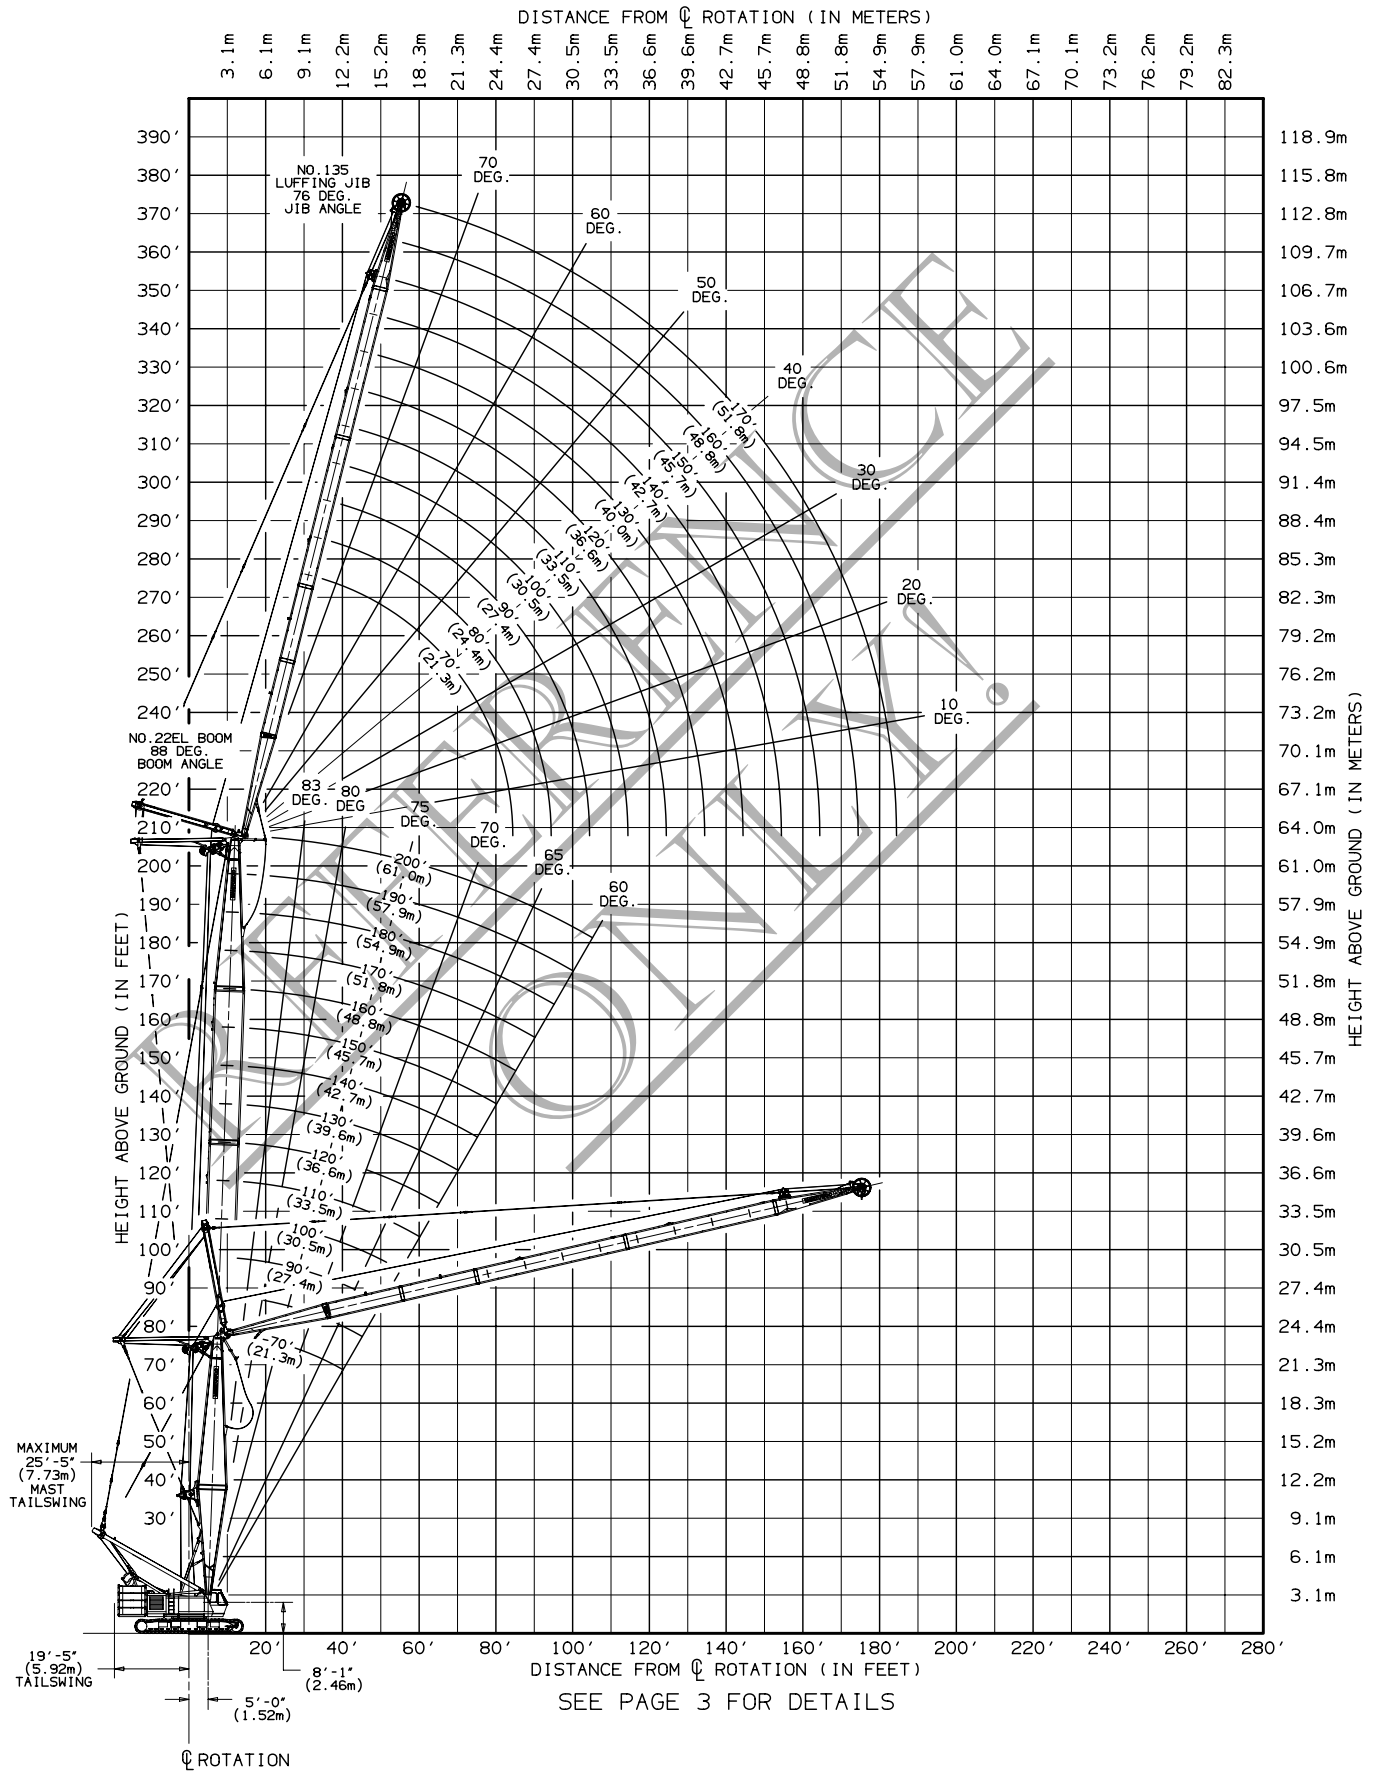 DISTANCE FROM ℄ ROTATION (IN METERS)
3.1m 6.1m 9.1m 12.2m 15.2m 18.3m 21.3m 24.4m 27.4m 30.5m 33.5m 36.6m 39.6m 42.7m 45.7m 48.8m 51.8m 54.9m 57.9m 61.0m 64.0m 67.1m 70.1m 73.2m 76.2m 79.2m 82.3m
390' 118.9m
380' 115.8m
370' 112.8m
360' 109.7m
350' 106.7m
340' 103.6m
330' 100.6m
320' 97.5m
310' 94.5m
300' 91.4m
290' 88.4m
280' 85.3m
270' 82.3m
260' 79.2m
250' 76.2m
240' 73.2m
230' 70.1m
220' 67.1m
210' 64.0m
200' 61.0m
190' 57.9m
180' 54.9m
170' 51.8m
160' 48.8m
150' 45.7m
140' 42.7m
130' 39.6m
120' 36.6m
110' 33.5m
100' 30.5m
90' 27.4m
80' 24.4m
70' 21.3m
60' 18.3m
50' 15.2m
40' 12.2m
30' 9.1m
6.1m
3.1m
HEIGHT ABOVE GROUND (IN FEET)
HEIGHT ABOVE GROUND (IN METERS)
NO.135
LUFFING JIB
76 DEG.
JIB ANGLE
70
DEG.
60
DEG.
50
DEG.
40
DEG.
30
DEG.
20
DEG.
10
DEG.
170'
(51.8m)
160'
(48.8m)
150'
(45.7m)
140'
(42.7m)
130'
(40.0m)
120'
(36.6m)
110'
(33.5m)
100'
(30.5m)
90'
(27.4m)
80'
(24.4m)
70'
(21.3m)
NO.22EL BOOM
88 DEG.
BOOM ANGLE
83
DEG.
80
DEG
75
DEG.
70
DEG.
65
DEG.
60
DEG.
200'
(61.0m)
190'
(57.9m)
180'
(54.9m)
170'
(51.8m)
160'
(48.8m)
150'
(45.7m)
140'
(42.7m)
130'
(39.6m)
120'
(36.6m)
110'
(33.5m)
100'
(30.5m)
90'
(27.4m)
70'
(21.3m)
REFERENCE
ONLY!
MAXIMUM
25'-5"
(7.73m)
MAST
TAILSWING
20' 40' 60' 80' 100' 120' 140' 160' 180' 200' 220' 240' 260' 280'
DISTANCE FROM ℄ ROTATION (IN FEET)
19'-5"
(5.92m)
TAILSWING
8'-1"
(2.46m)
5'-0"
(1.52m)
SEE PAGE 3 FOR DETAILS
℄ ROTATION